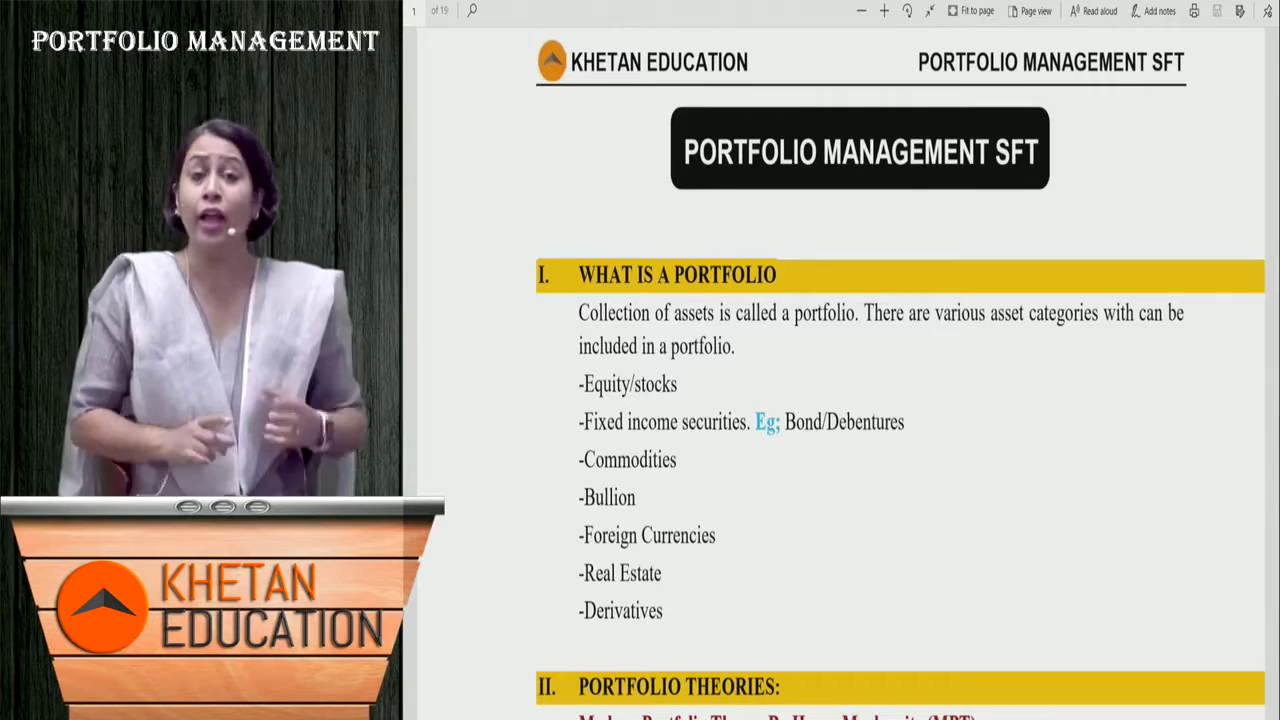 PORTFOLIO MANAGEMENT
1 of 19
Fit to page
Page view
Read aloud
Add notes
KHETAN EDUCATION
PORTFOLIO MANAGEMENT SFT
PORTFOLIO MANAGEMENT SFT
I. WHAT IS A PORTFOLIO
Collection of assets is called a portfolio. There are various asset categories with can be
included in a portfolio.
-Equity/stocks
-Fixed income securities. Eg; Bond/Debentures
-Commodities
-Bullion
-Foreign Currencies
-Real Estate
-Derivatives
II. PORTFOLIO THEORIES:
KHETAN
EDUCATION